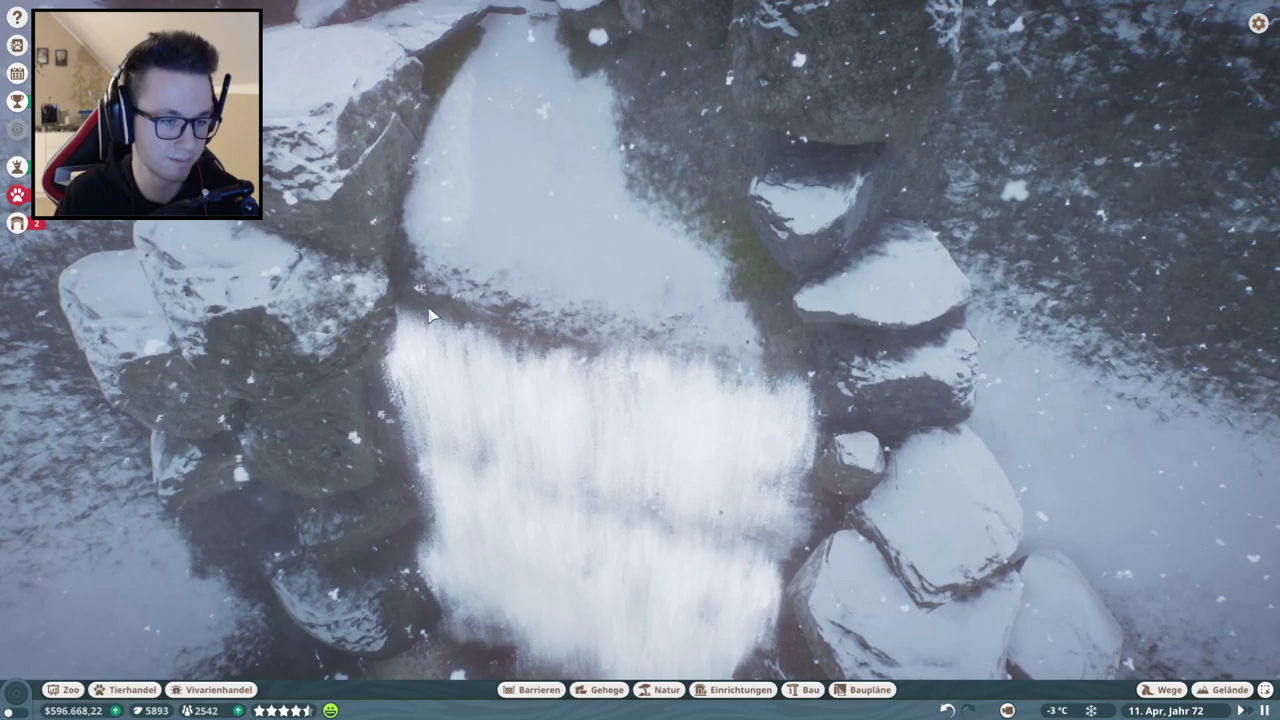 ?
2
Zoo
Tierhandel
Vivarienhandel
Barrieren
Gehege
Natur
Einrichtungen
Bau
Baupläne
Wege
Gelände
$596.668,22
5893
2542
-3 °C
11. Apr, Jahr 72